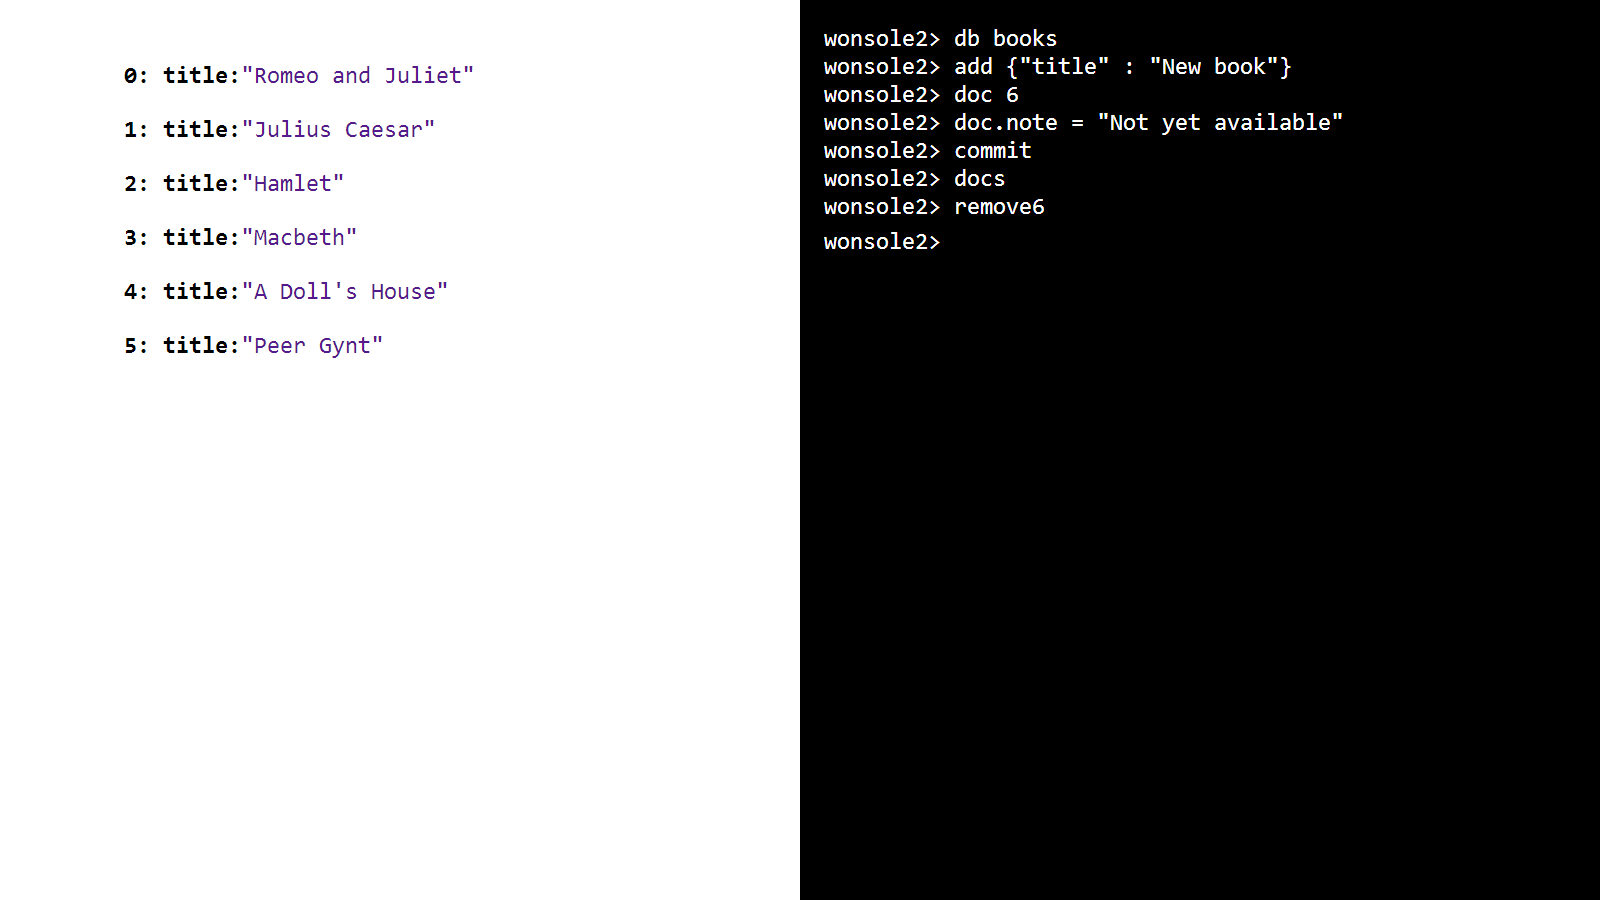 0: title:"Romeo and Juliet"
1: title:"Julius Caesar"
2: title:"Hamlet"
3: title:"Macbeth"
4: title:"A Doll's House"
5: title:"Peer Gynt"
wonsole2> db books
wonsole2> add {"title" : "New book"}
wonsole2> doc 6
wonsole2> doc.note = "Not yet available"
wonsole2> commit
wonsole2> docs
wonsole2> remove6
wonsole2>